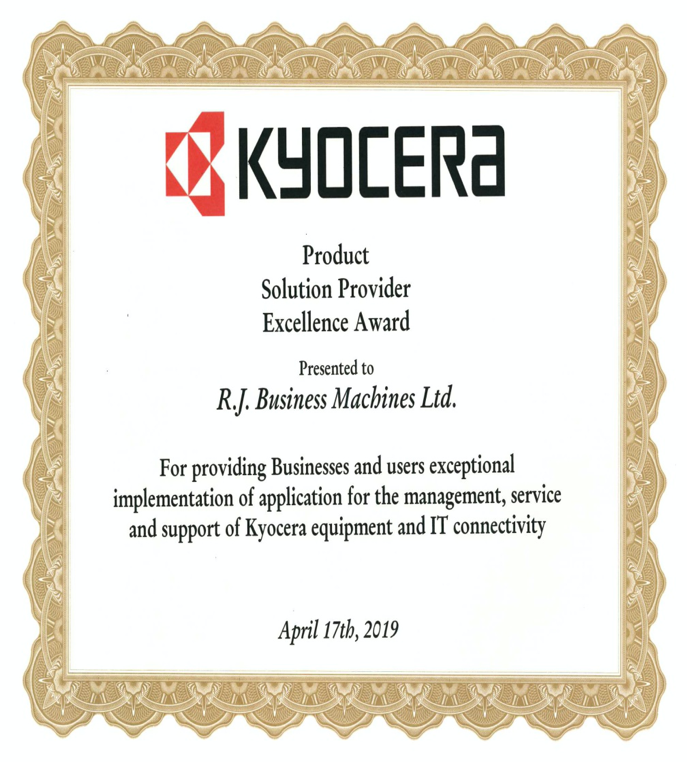 KYOCERA
Product
Solution Provider
Excellence Award
Presented to
R.J. Business Machines Ltd.
For providing Businesses and users exceptional
implementation of application for the management, service
and support of Kyocera equipment and IT connectivity
April 17th, 2019